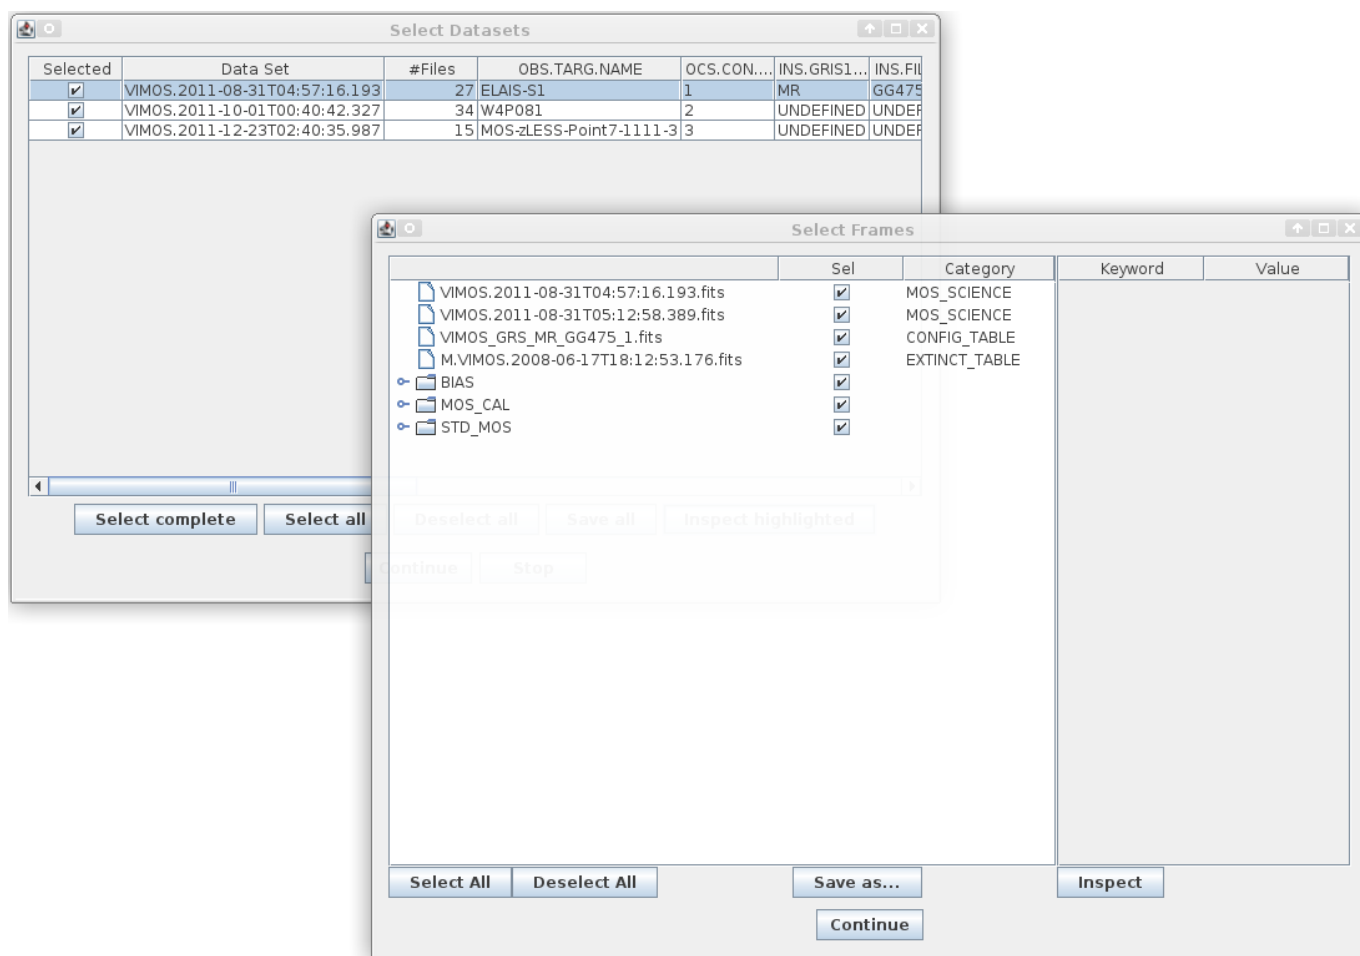 Select Datasets
Selected Data Set #Files OBS.TARG.NAME OCS.CON.... INS.GRIS1... INS.FIL
VIMOS.2011-08-31T04:57:16.193 27 ELAIS-S1 1 MR GG475
VIMOS.2011-10-01T00:40:42.327 34 W4P081 2 UNDEFINED UNDEF
VIMOS.2011-12-23T02:40:35.987 15 MOS-zLESS-Point7-1111-3 3 UNDEFINED UNDEF
Select complete Select all Deselect all Save all Inspect highlighted
Continue Stop
Select Frames
Sel Category Keyword Value
VIMOS.2011-08-31T04:57:16.193.fits MOS_SCIENCE
VIMOS.2011-08-31T05:12:58.389.fits MOS_SCIENCE
VIMOS_GRS_MR_GG475_1.fits CONFIG_TABLE
M.VIMOS.2008-06-17T18:12:53.176.fits EXTINCT_TABLE
BIAS
MOS_CAL
STD_MOS
Select All Deselect All Save as... Inspect
Continue